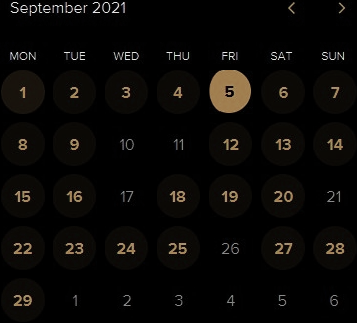 September 2021
MON TUE WED THU FRI SAT SUN
1 2 3 4 5 6 7
8 9 10 11 12 13 14
15 16 17 18 19 20 21
22 23 24 25 26 27 28
29 1 2 3 4 5 6